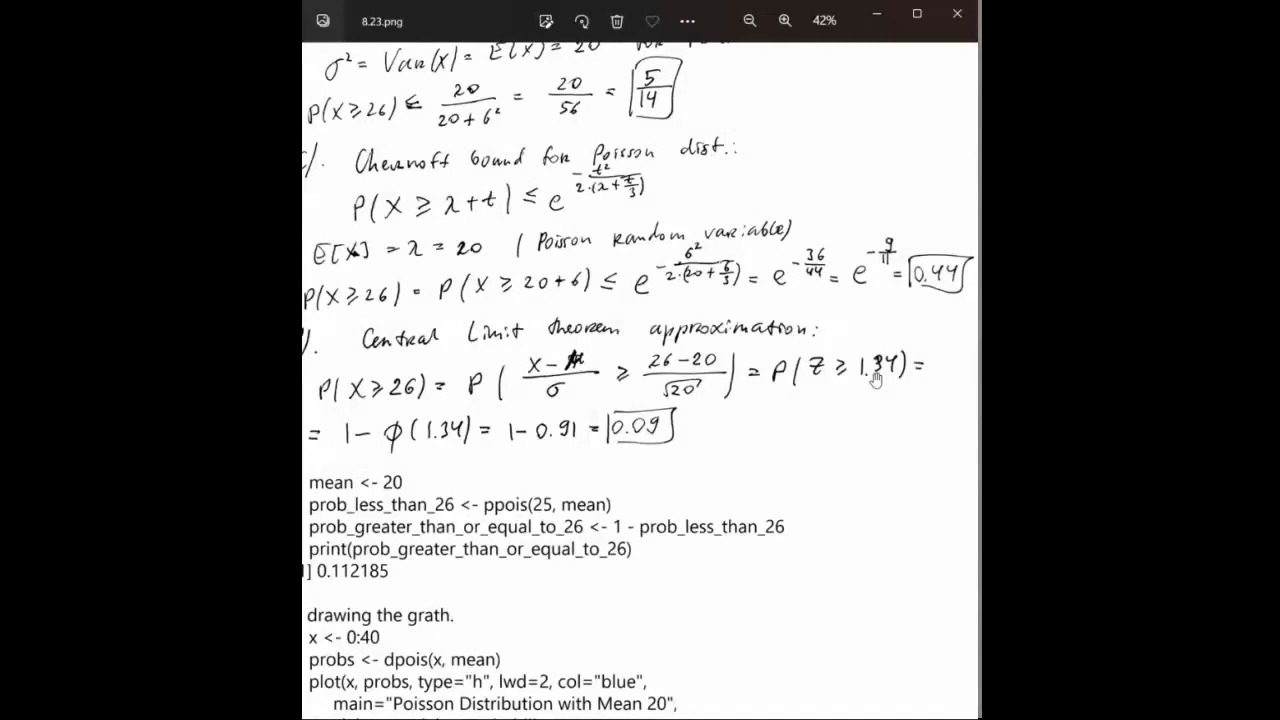 8.23.png
42%
σ² = Var(X) = E[X] = 20
P(X ≥ 26) ≤ 20/(20+6²) = 20/56 = 5/14
). Chernoff bound for Poisson dist.:
P(X ≥ λ+t) ≤ e^(-t²/(2·(λ+t/3)))
E[X] = λ = 20 (Poisson random variable)
P(X ≥ 26) = P(X ≥ 20+6) ≤ e^(-6²/(2·(20+6/3))) = e^(-36/44) = e^(-9/11) = 0.44
). Central Limit theorem approximation:
P(X ≥ 26) = P( (X- )/σ ≥ (26-20)/√20 ) = P(Z ≥ 1.34) =
= 1 - ϕ(1.34) = 1 - 0.91 = 0.09
mean <- 20
prob_less_than_26 <- ppois(25, mean)
prob_greater_than_or_equal_to_26 <- 1 - prob_less_than_26
print(prob_greater_than_or_equal_to_26)
] 0.112185
drawing the grath.
x <- 0:40
probs <- dpois(x, mean)
plot(x, probs, type="h", lwd=2, col="blue",
main="Poisson Distribution with Mean 20",